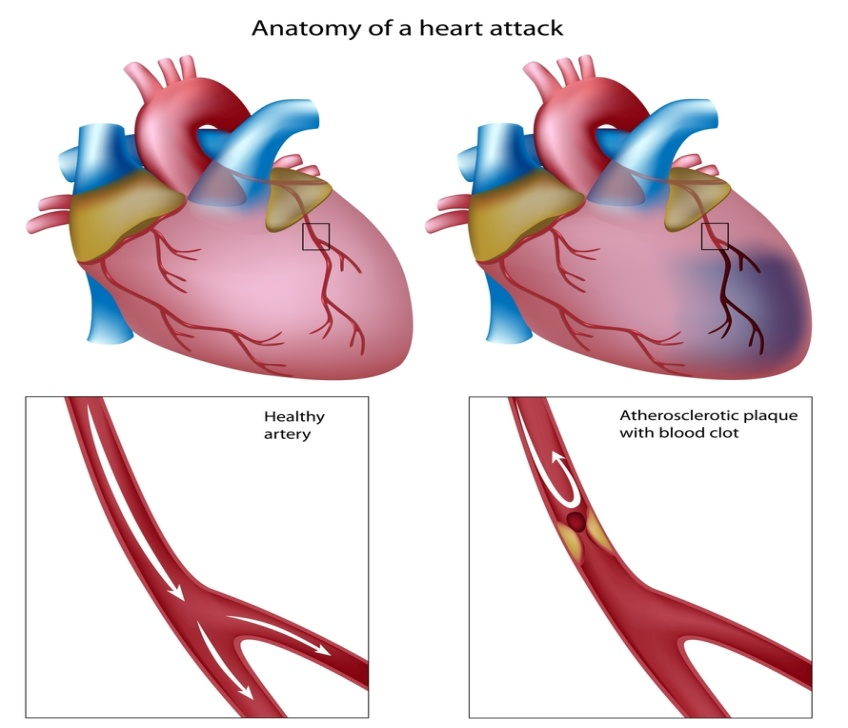 Anatomy of a heart attack
Healthy
artery
Atherosclerotic plaque
with blood clot